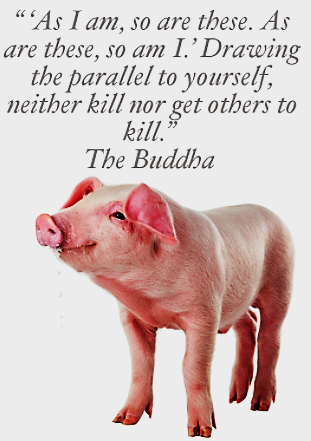 “ ‘As I am, so are these. As
are these, so am I.’ Drawing
the parallel to yourself,
neither kill nor get others to
kill.”
The Buddha